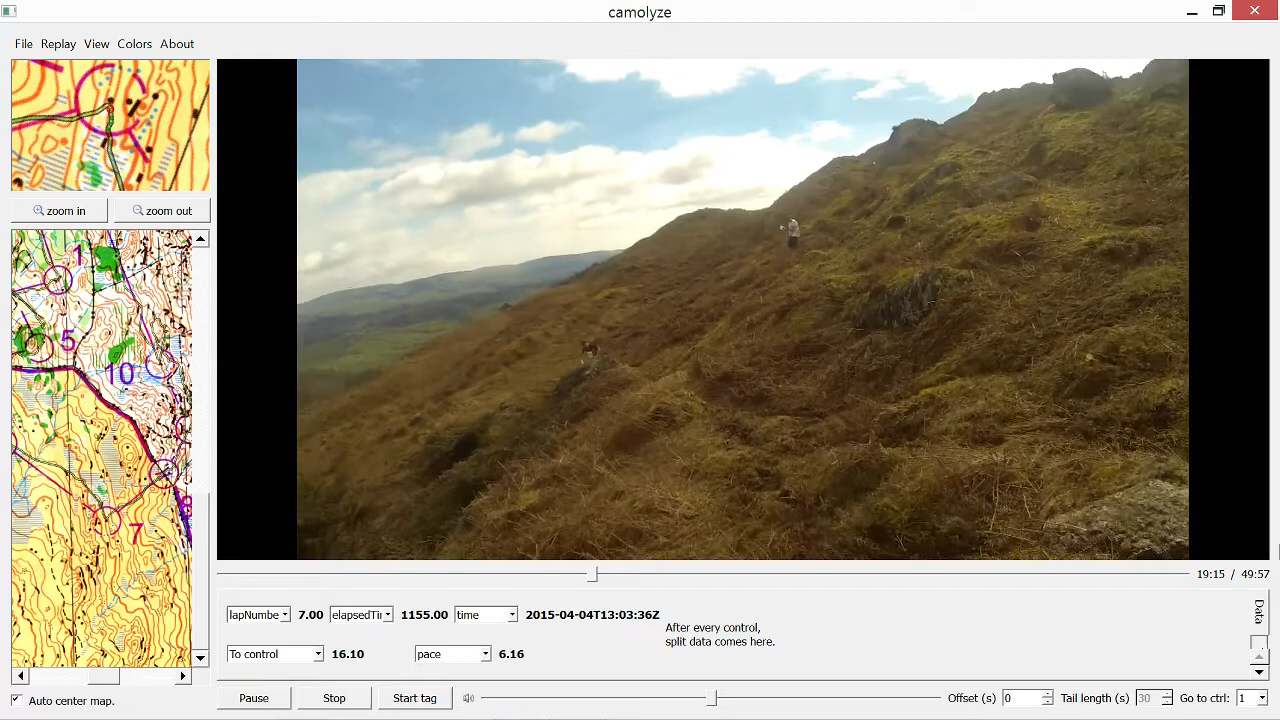 camolyze
File Replay View Colors About
zoom in zoom out
1
5
10
8
7
19:15 / 49:57
lapNumbe 7.00 elapsedTi 1155.00 time 2015-04-04T13:03:36Z
After every control,
split data comes here.
To control 16.10 pace 6.16
Data
Auto center map.
Pause Stop Start tag Offset (s) 0 Tail length (s) 30 Go to ctrl: 1